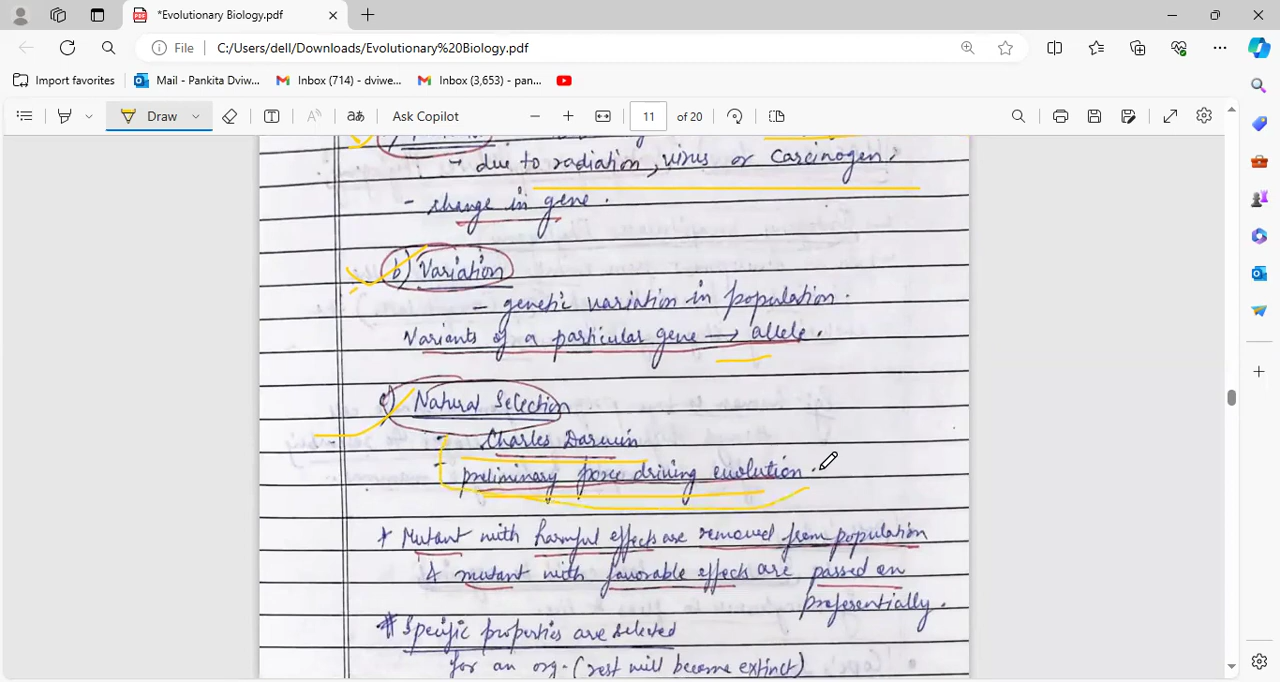 *Evolutionary Biology.pdf
File C:/Users/dell/Downloads/Evolutionary%20Biology.pdf
Import favorites Mail - Pankita Dviw... Inbox (714) - dviwe... Inbox (3,653) - pan...
Draw Ask Copilot 11 of 20
- due to radiation, virus or carcinogen.
- change in gene.
b) Variation
- genetic variation in population.
Variants of a particular gene → allele.
c) Natural Selection
- Charles Darwin
- preliminary force driving evolution.
* Mutant with harmful effects are removed from population
& mutant with favorable effects are passed on
preferentially.
# Specific properties are selected
for an org. (rest will become extinct)